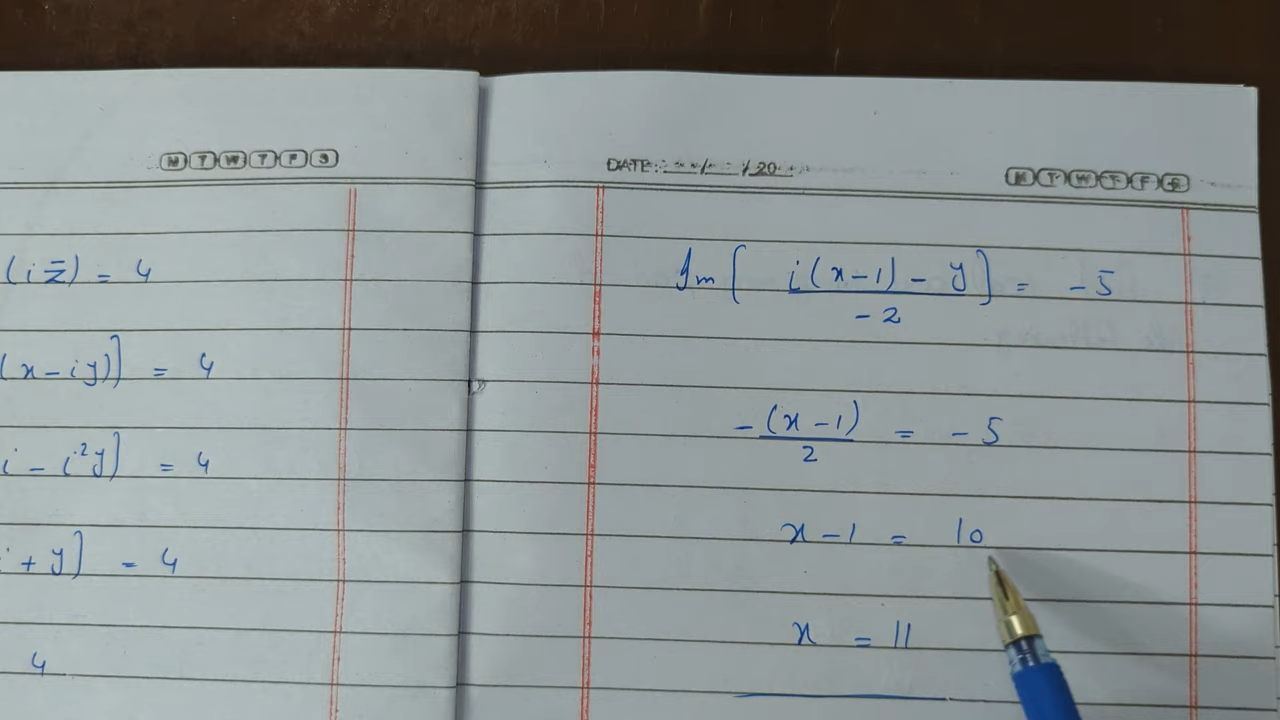 M T W T F S
(i z̄) = 4
(x - iy)] = 4
i - i²y] = 4
+ y] = 4
4
DATE: / /20
M T W T F S
Im[ i(x-1) - y ] = -5
-2
-(x-1) = -5
2
x - 1 = 10
x = 11